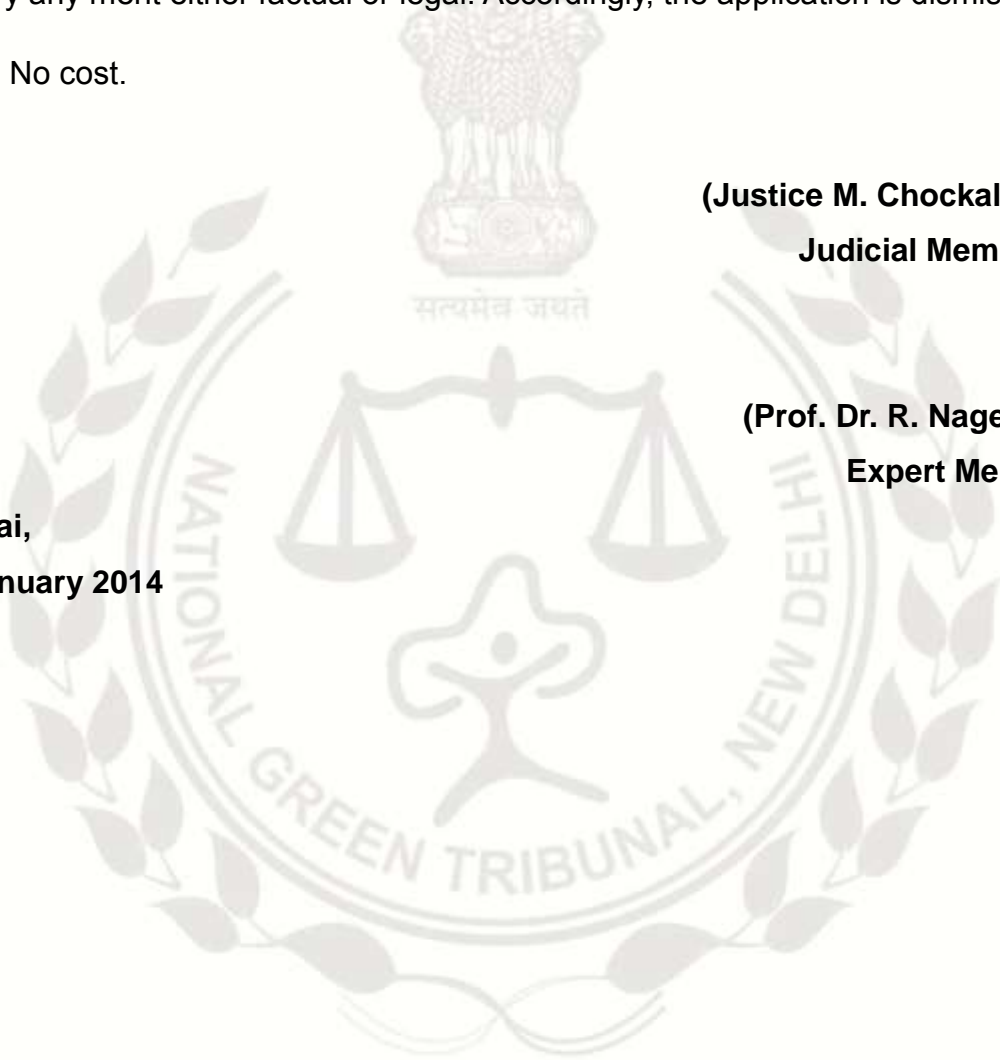 y any merit either factual or legal. Accordingly, the application is dismis
No cost.
(Justice M. Chockal
Judicial Mem
सत्यमेव जयते
(Prof. Dr. R. Nage
Expert Me
ai,
nuary 2014
NATIONAL GREEN TRIBUNAL, NEW DELHI